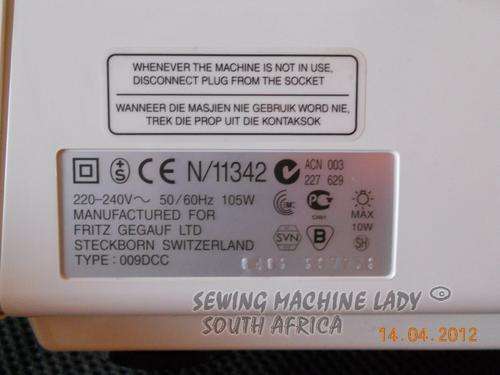 WHENEVER THE MACHINE IS NOT IN USE,
DISCONNECT PLUG FROM THE SOCKET
WANNEER DIE MASJIEN NIE GEBRUIK WORD NIE,
TREK DIE PROP UIT DIE KONTAKSOK
N/11342
ACN 003
227 629
220-240V~ 50/60Hz 105W
MANUFACTURED FOR
FRITZ GEGAUF LTD
STECKBORN SWITZERLAND
TYPE : 009DCC
MAX
10W
SVN
B
SH
SEWING MACHINE LADY ©
SOUTH AFRICA
14.04.2012